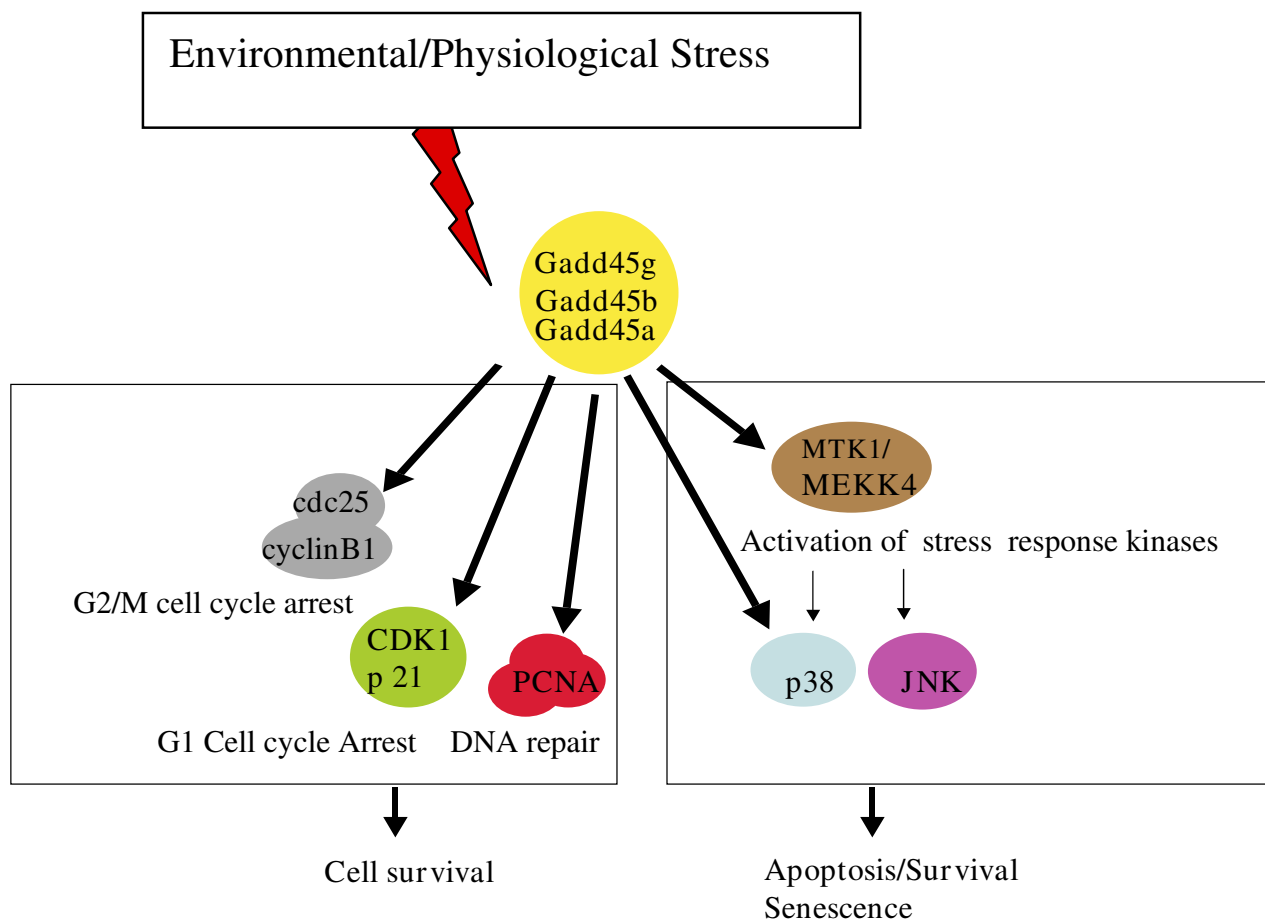 Environmental/Physiological Stress
Gadd45g
Gadd45b
Gadd45a
cdc25
cyclinB1
G2/M cell cycle arrest
CDK1
p 21
PCNA
G1 Cell cycle Arrest
DNA repair
MTK1/
MEKK4
Activation of stress response kinases
p38
JNK
Cell survival
Apoptosis/Survival
Senescence